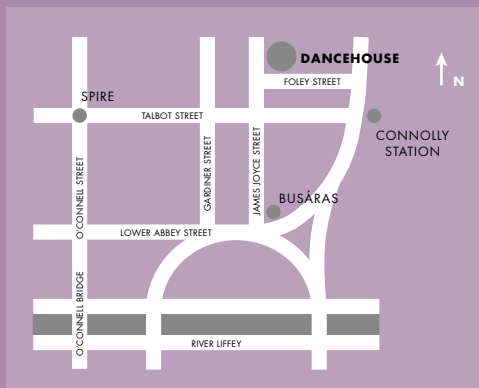 DANCEHOUSE
FOLEY STREET
N
SPIRE
TALBOT STREET
CONNOLLY
STATION
O'CONNELL STREET
GARDINER STREET
JAMES JOYCE STREET
BUSÁRAS
LOWER ABBEY STREET
O'CONNELL BRIDGE
RIVER LIFFEY